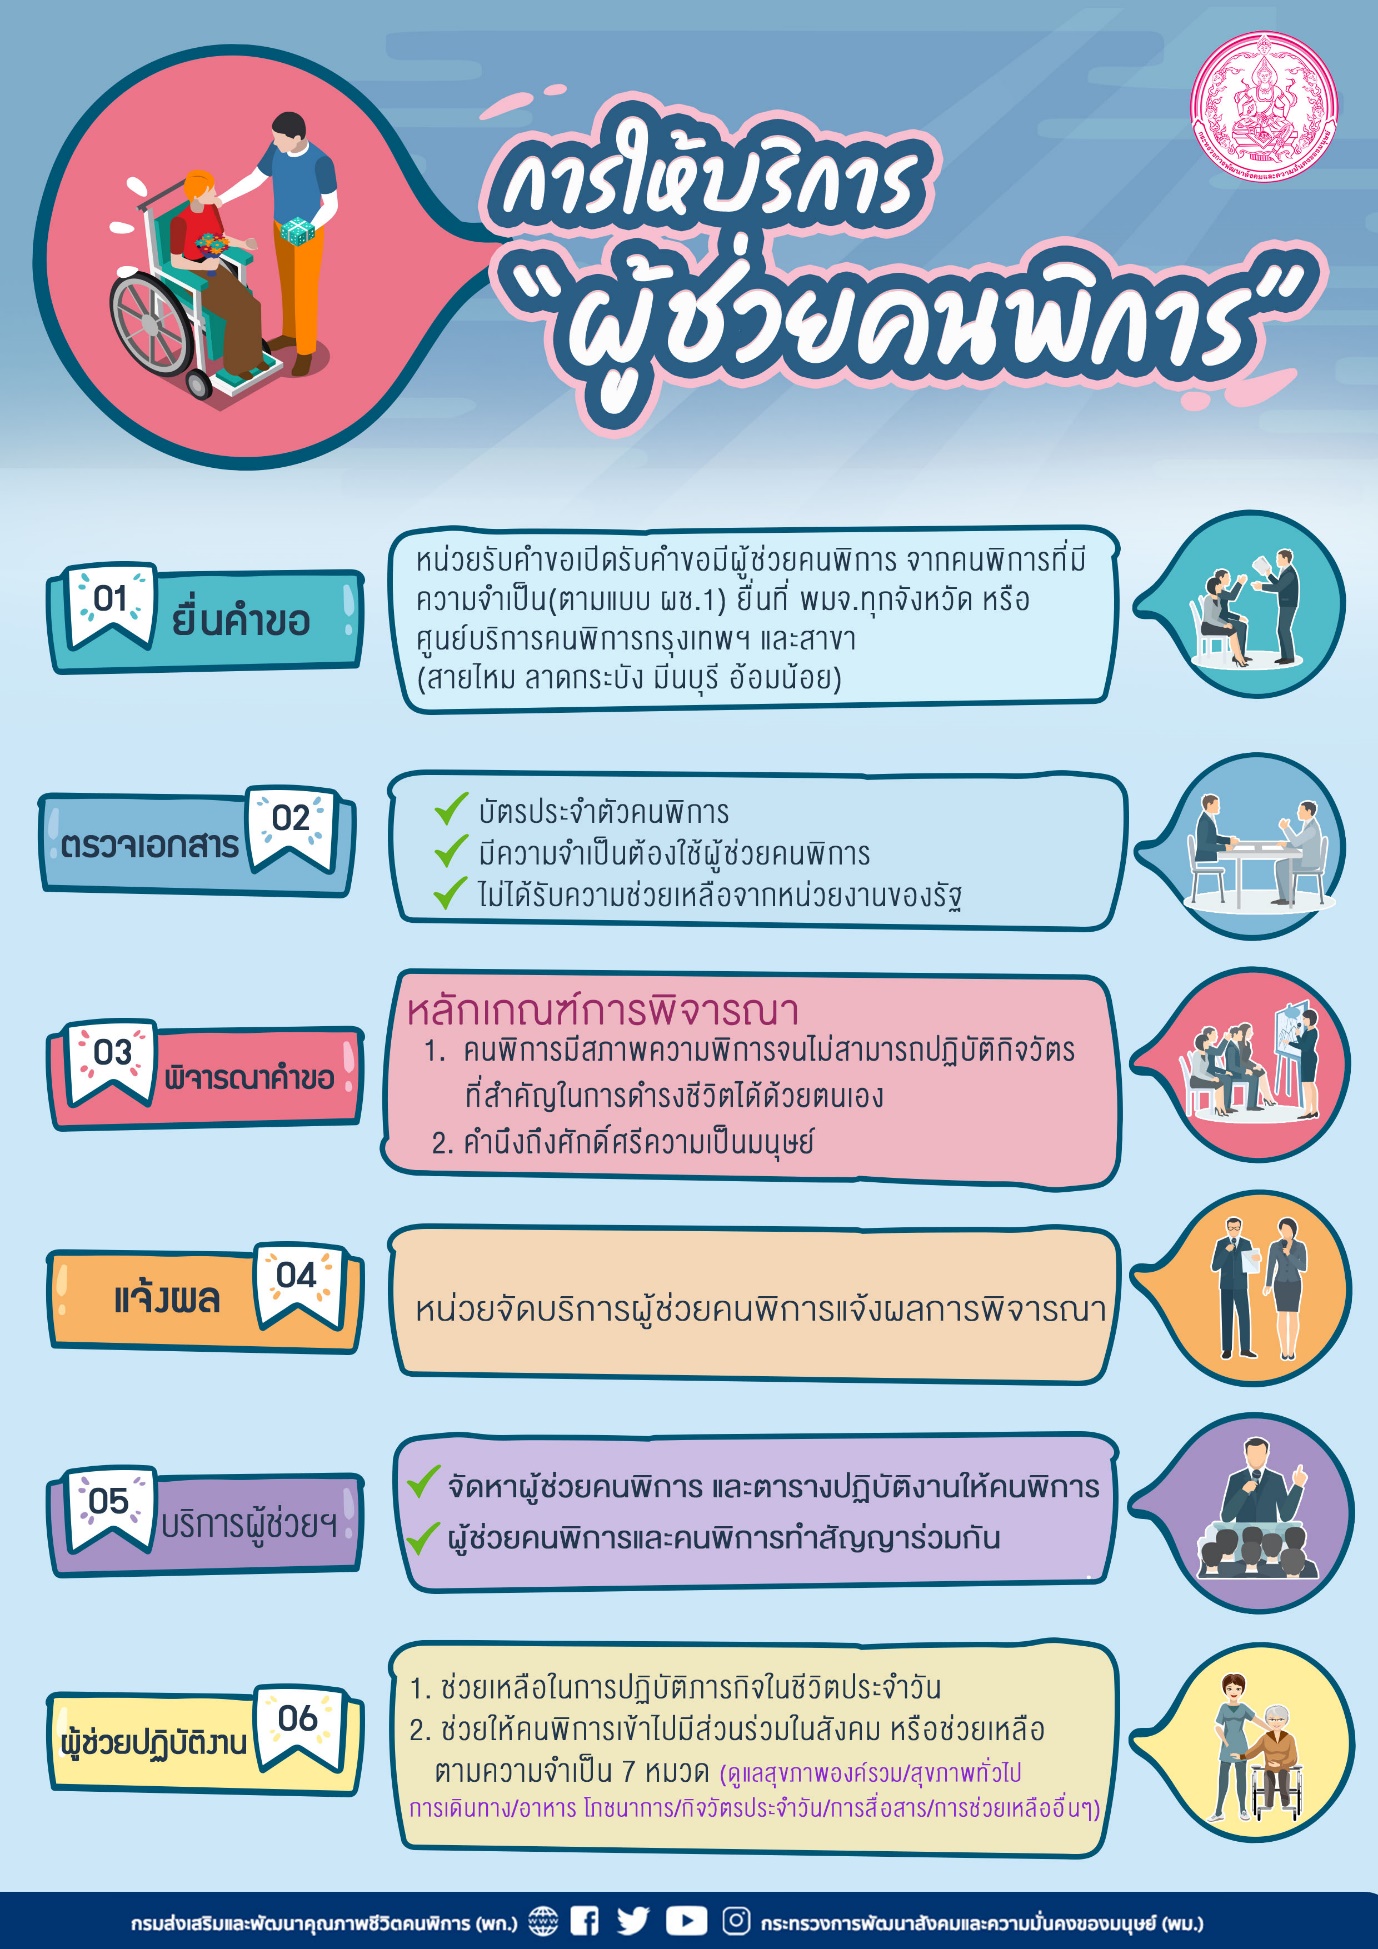 การให้บริการ
“ผู้ช่วยคนพิการ”
กระทรวงการพัฒนาสังคมและความมั่นคงของมนุษย์
01
ยื่นคำขอ
หน่วยรับคำขอเปิดรับคำขอมีผู้ช่วยคนพิการ จากคนพิการที่มี
ความจำเป็น(ตามแบบ ผช.1) ยื่นที่ พมจ.ทุกจังหวัด หรือ
ศูนย์บริการคนพิการกรุงเทพฯ และสาขา
(สายไหม ลาดกระบัง มีนบุรี อ้อมน้อย)
02
ตรวจเอกสาร
บัตรประจำตัวคนพิการ
มีความจำเป็นต้องใช้ผู้ช่วยคนพิการ
ไม่ได้รับความช่วยเหลือจากหน่วยงานของรัฐ
03
พิจารณาคำขอ
หลักเกณฑ์การพิจารณา
1. คนพิการมีสภาพความพิการจนไม่สามารถปฏิบัติกิจวัตร
ที่สำคัญในการดำรงชีวิตได้ด้วยตนเอง
2. คำนึงถึงศักดิ์ศรีความเป็นมนุษย์
04
แจ้งผล
หน่วยจัดบริการผู้ช่วยคนพิการแจ้งผลการพิจารณา
05
บริการผู้ช่วยฯ
จัดหาผู้ช่วยคนพิการ และตารางปฏิบัติงานให้คนพิการ
ผู้ช่วยคนพิการและคนพิการทำสัญญาร่วมกัน
06
ผู้ช่วยปฏิบัติงาน
1. ช่วยเหลือในการปฏิบัติภารกิจในชีวิตประจำวัน
2. ช่วยให้คนพิการเข้าไปมีส่วนร่วมในสังคม หรือช่วยเหลือ
ตามความจำเป็น 7 หมวด (ดูแลสุขภาพองค์รวม/สุขภาพทั่วไป
การเดินทาง/อาหาร โภชนาการ/กิจวัตรประจำวัน/การสื่อสาร/การช่วยเหลืออื่นๆ)
กรมส่งเสริมและพัฒนาคุณภาพชีวิตคนพิการ (พก.) www กระทรวงการพัฒนาสังคมและความมั่นคงของมนุษย์ (พม.)